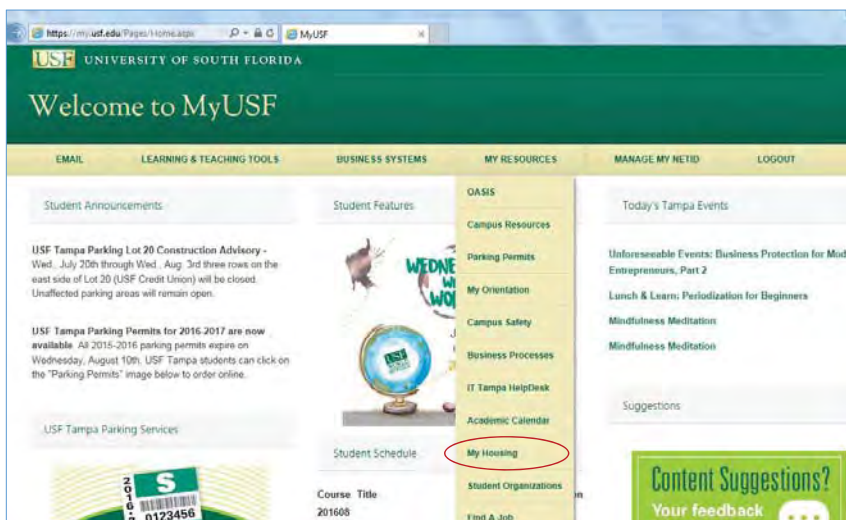 https://my.usf.edu/Pages/Home.aspx
MyUSF
USF UNIVERSITY OF SOUTH FLORIDA
Welcome to MyUSF
EMAIL
LEARNING & TEACHING TOOLS
BUSINESS SYSTEMS
MY RESOURCES
MANAGE MY NETID
LOGOUT
Student Announcements
USF Tampa Parking Lot 20 Construction Advisory -
Wed., July 20th through Wed., Aug. 3rd three rows on the
east side of Lot 20 (USF Credit Union) will be closed.
Unaffected parking areas will remain open.
USF Tampa Parking Permits for 2016-2017 are now
available. All 2015-2016 parking permits expire on
Wednesday, August 10th. USF Tampa students can click on
the "Parking Permits" image below to order online.
USF Tampa Parking Services
S
0123456
Student Features
WEDNE
USF
Student Schedule
Course Title
201608
OASIS
Campus Resources
Parking Permits
My Orientation
Campus Safety
Business Processes
IT Tampa HelpDesk
Academic Calendar
My Housing
Student Organizations
Find A Job
Today's Tampa Events
Unforeseeable Events: Business Protection for Mod
Entrepreneurs, Part 2
Lunch & Learn: Periodization for Beginners
Mindfulness Meditation
Mindfulness Meditation
Suggestions
Content Suggestions?
Your feedback